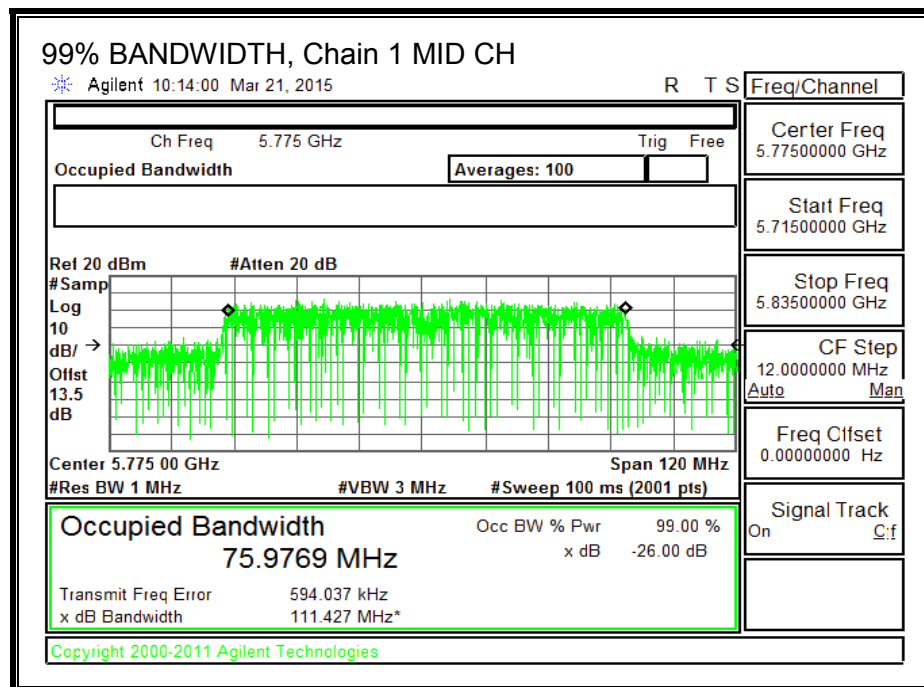 99% BANDWIDTH, Chain 1 MID CH
Agilent 10:14:00 Mar 21, 2015 R T S
Freq/Channel
Ch Freq 5.775 GHz Trig Free
Occupied Bandwidth Averages: 100
Center Freq
5.77500000 GHz
Start Freq
5.71500000 GHz
Stop Freq
5.83500000 GHz
CF Step
12.0000000 MHz
Auto Man
Freq Offset
0.00000000 Hz
Signal Track
On Off
Ref 20 dBm #Atten 20 dB
#Samp
Log
10
dB/
Offst
13.5
dB
Center 5.775 00 GHz Span 120 MHz
#Res BW 1 MHz #VBW 3 MHz #Sweep 100 ms (2001 pts)
Occupied Bandwidth Occ BW % Pwr 99.00 %
75.9769 MHz x dB -26.00 dB
Transmit Freq Error 594.037 kHz
x dB Bandwidth 111.427 MHz*
Copyright 2000-2011 Agilent Technologies